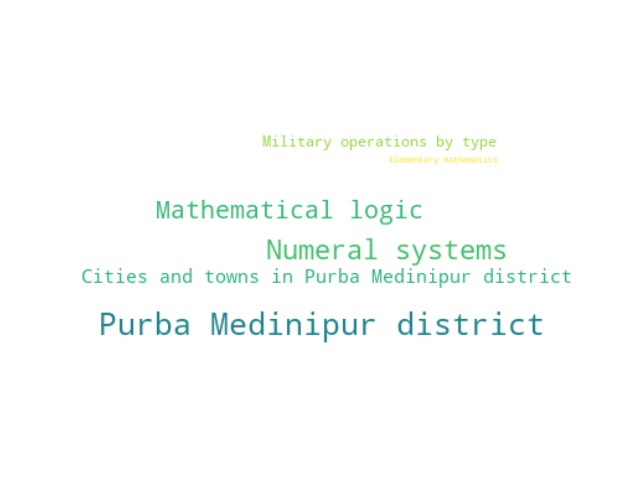 Military operations by type
Elementary mathematics
Mathematical logic
Numeral systems
Cities and towns in Purba Medinipur district
Purba Medinipur district